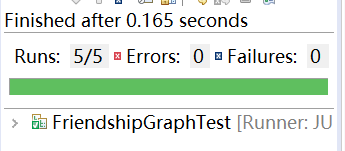 Finished after 0.165 seconds
Runs: 5/5 Errors: 0 Failures: 0
FriendshipGraphTest [Runner: JU